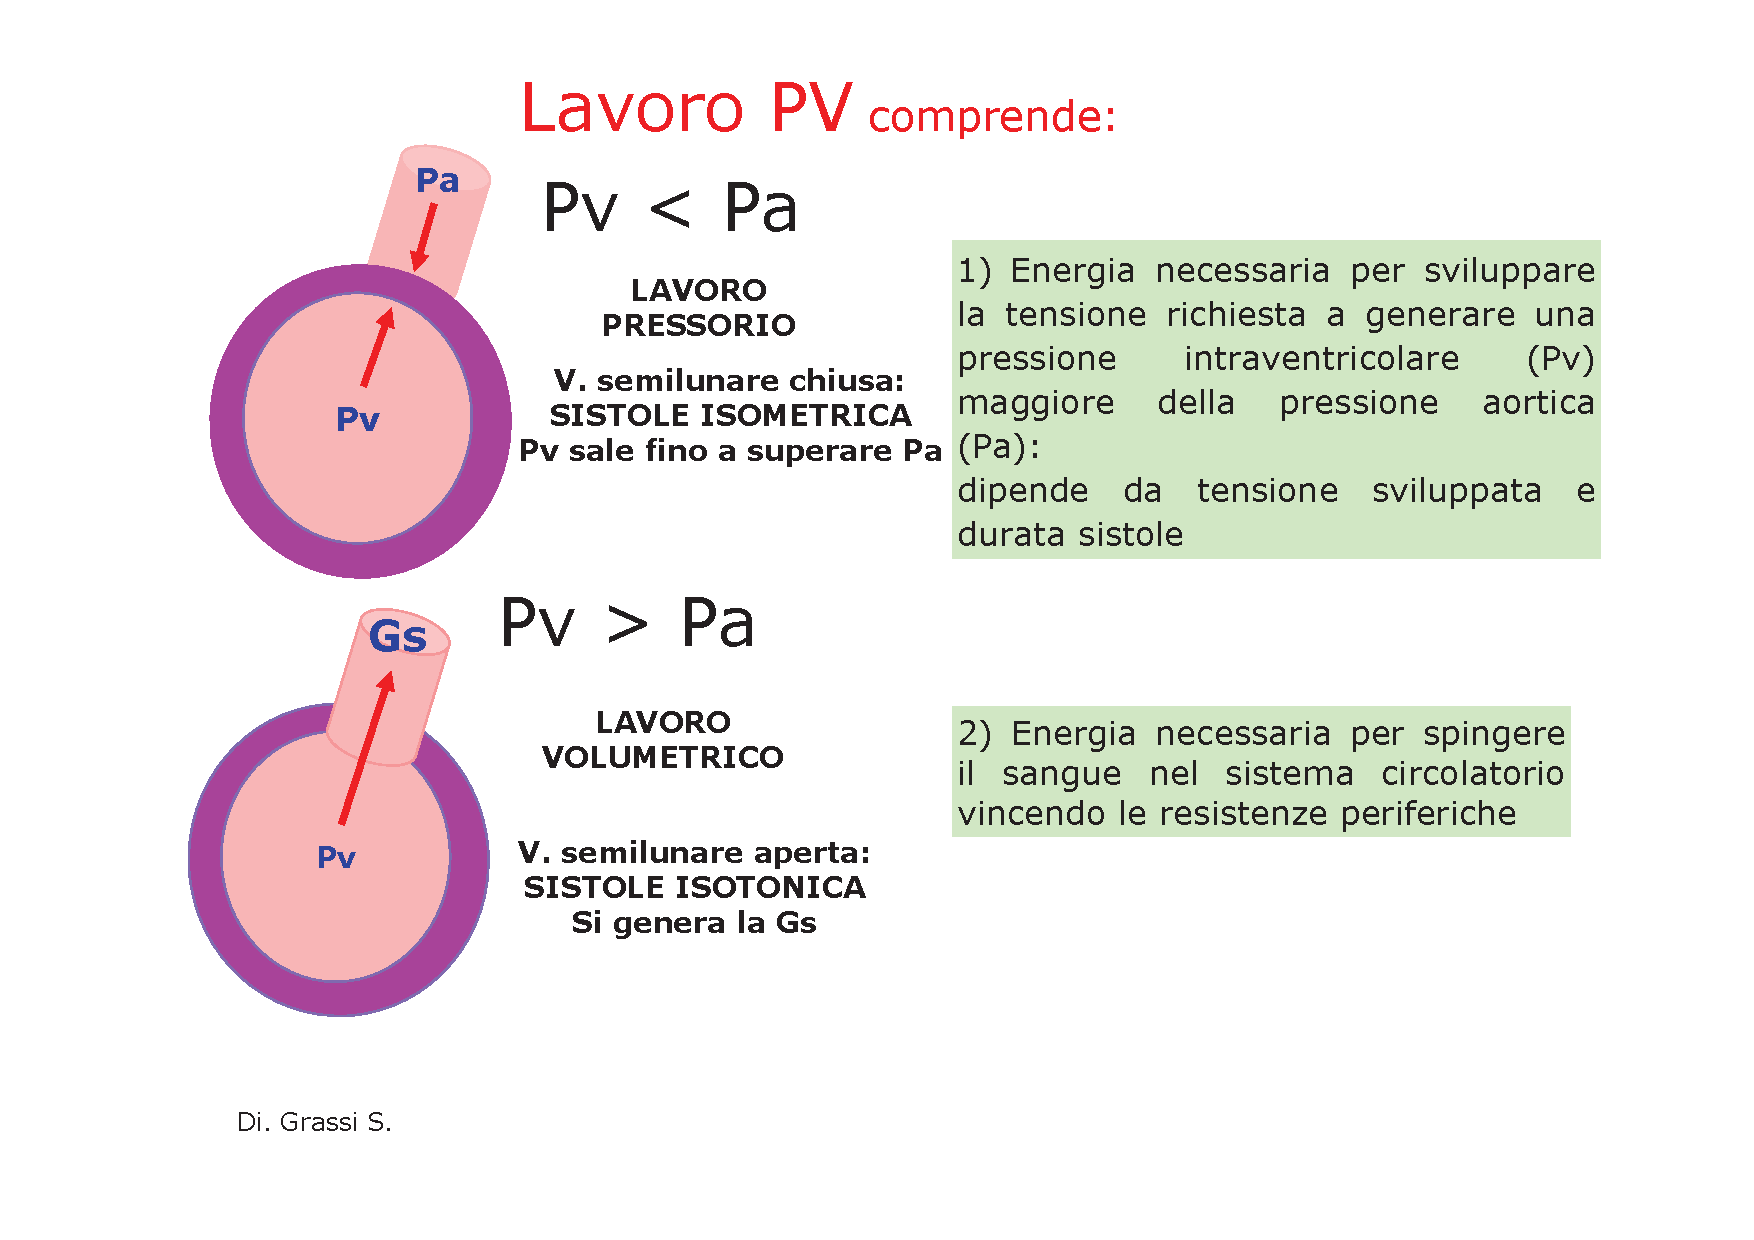 Lavoro PV comprende:
Pa
Pv < Pa
LAVORO
PRESSORIO
V. semilunare chiusa:
SISTOLE ISOMETRICA
Pv sale fino a superare Pa
Pv
1) Energia necessaria per sviluppare
la tensione richiesta a generare una
pressione intraventricolare (Pv)
maggiore della pressione aortica
(Pa):
dipende da tensione sviluppata e
durata sistole
Gs
Pv > Pa
LAVORO
VOLUMETRICO
Pv
V. semilunare aperta:
SISTOLE ISOTONICA
Si genera la Gs
2) Energia necessaria per spingere
il sangue nel sistema circolatorio
vincendo le resistenze periferiche
Di. Grassi S.